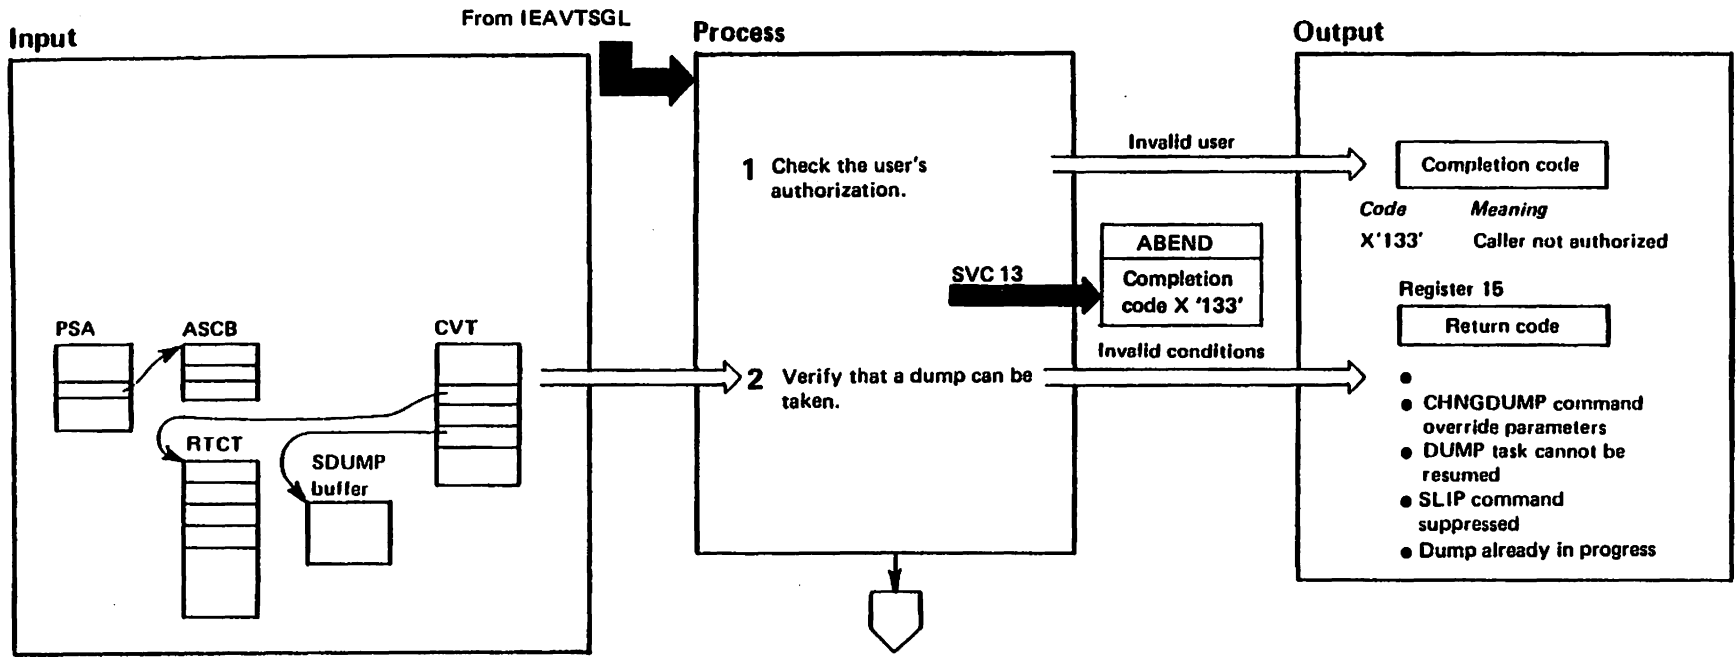 From IEAVTSGL
Input
Process
Output
1 Check the user's
authorization.
Invalid user
Completion code
Code Meaning
X'133' Caller not authorized
SVC 13
ABEND
Completion
code X '133'
Register 15
Return code
PSA
ASCB
CVT
Invalid conditions
2 Verify that a dump can be
taken.
RTCT
SDUMP
buffer
●
● CHNGDUMP command
override parameters
● DUMP task cannot be
resumed
● SLIP command
suppressed
● Dump already in progress